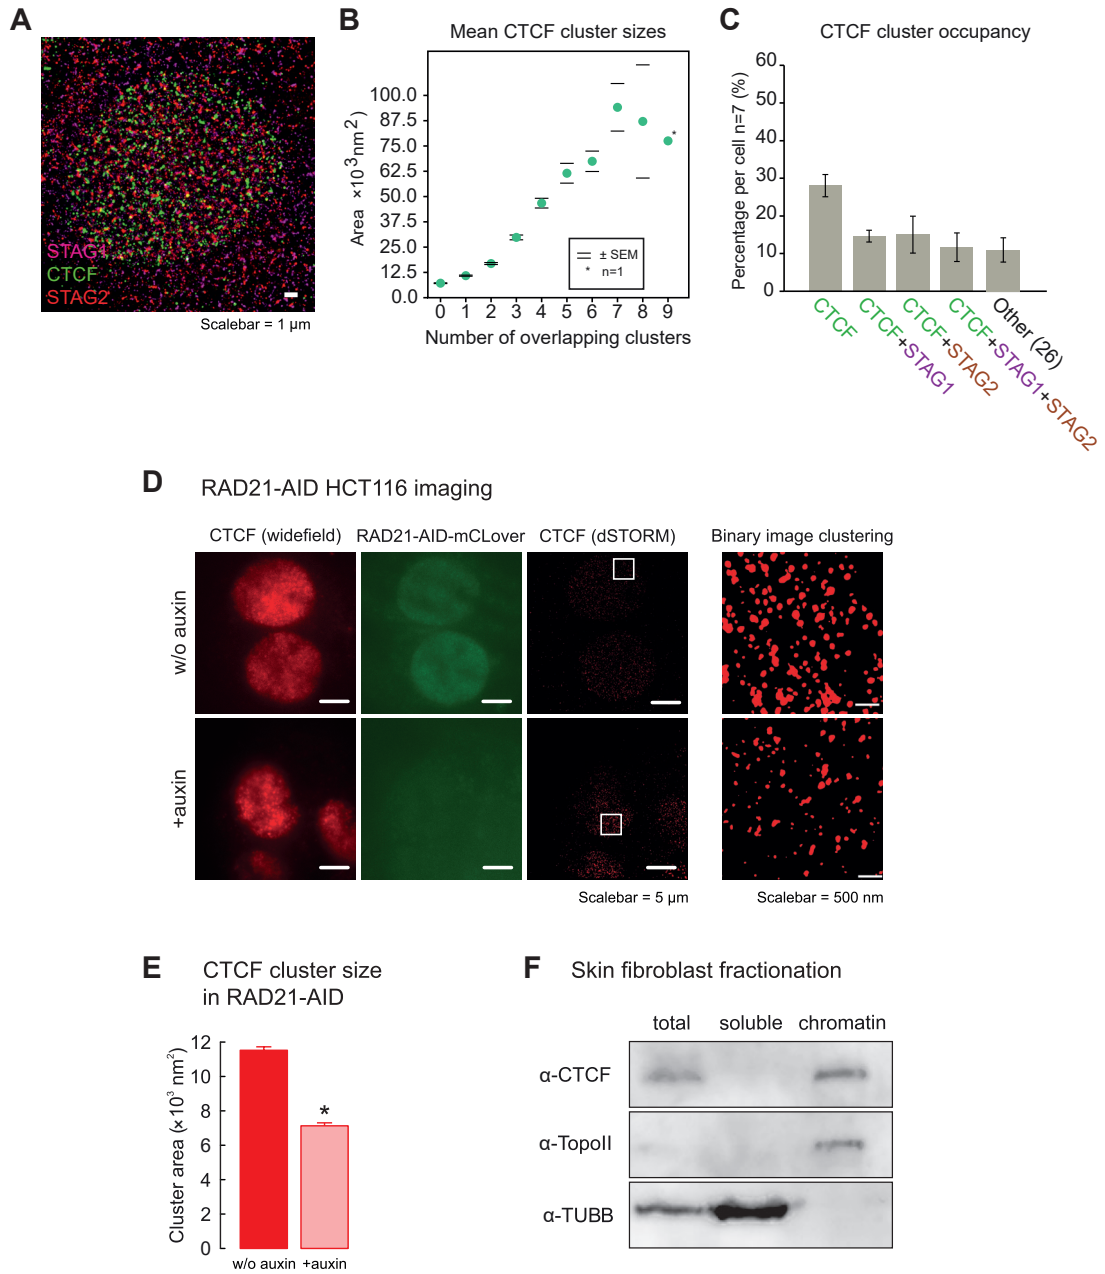 A
STAG1
CTCF
STAG2
Scalebar = 1 µm
B
Mean CTCF cluster sizes
Area ×10³nm²)
100.0
87.5
75.0
62.5
50.0
37.5
25.0
12.5
0.0
*
± SEM
* n=1
0 1 2 3 4 5 6 7 8 9
Number of overlapping clusters
C
CTCF cluster occupancy
Percentage per cell n=7 (%)
60
50
40
30
20
10
0
CTCF
CTCF+STAG1
CTCF+STAG2
CTCF+STAG1+STAG2
Other (26)
D
RAD21-AID HCT116 imaging
CTCF (widefield) RAD21-AID-mCLover CTCF (dSTORM) Binary image clustering
w/o auxin
+auxin
Scalebar = 5 µm
Scalebar = 500 nm
E
CTCF cluster size
in RAD21-AID
Cluster area (×10³ nm²)
12
10
8
6
4
2
0
*
w/o auxin +auxin
F
Skin fibroblast fractionation
total soluble chromatin
α-CTCF
α-TopoII
α-TUBB